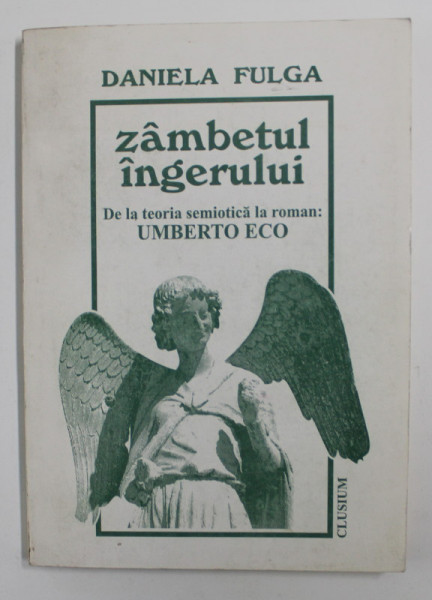 DANIELA FULGA
zâmbetul
îngerului
De la teoria semiotică la roman:
UMBERTO ECO
CLUSIUM